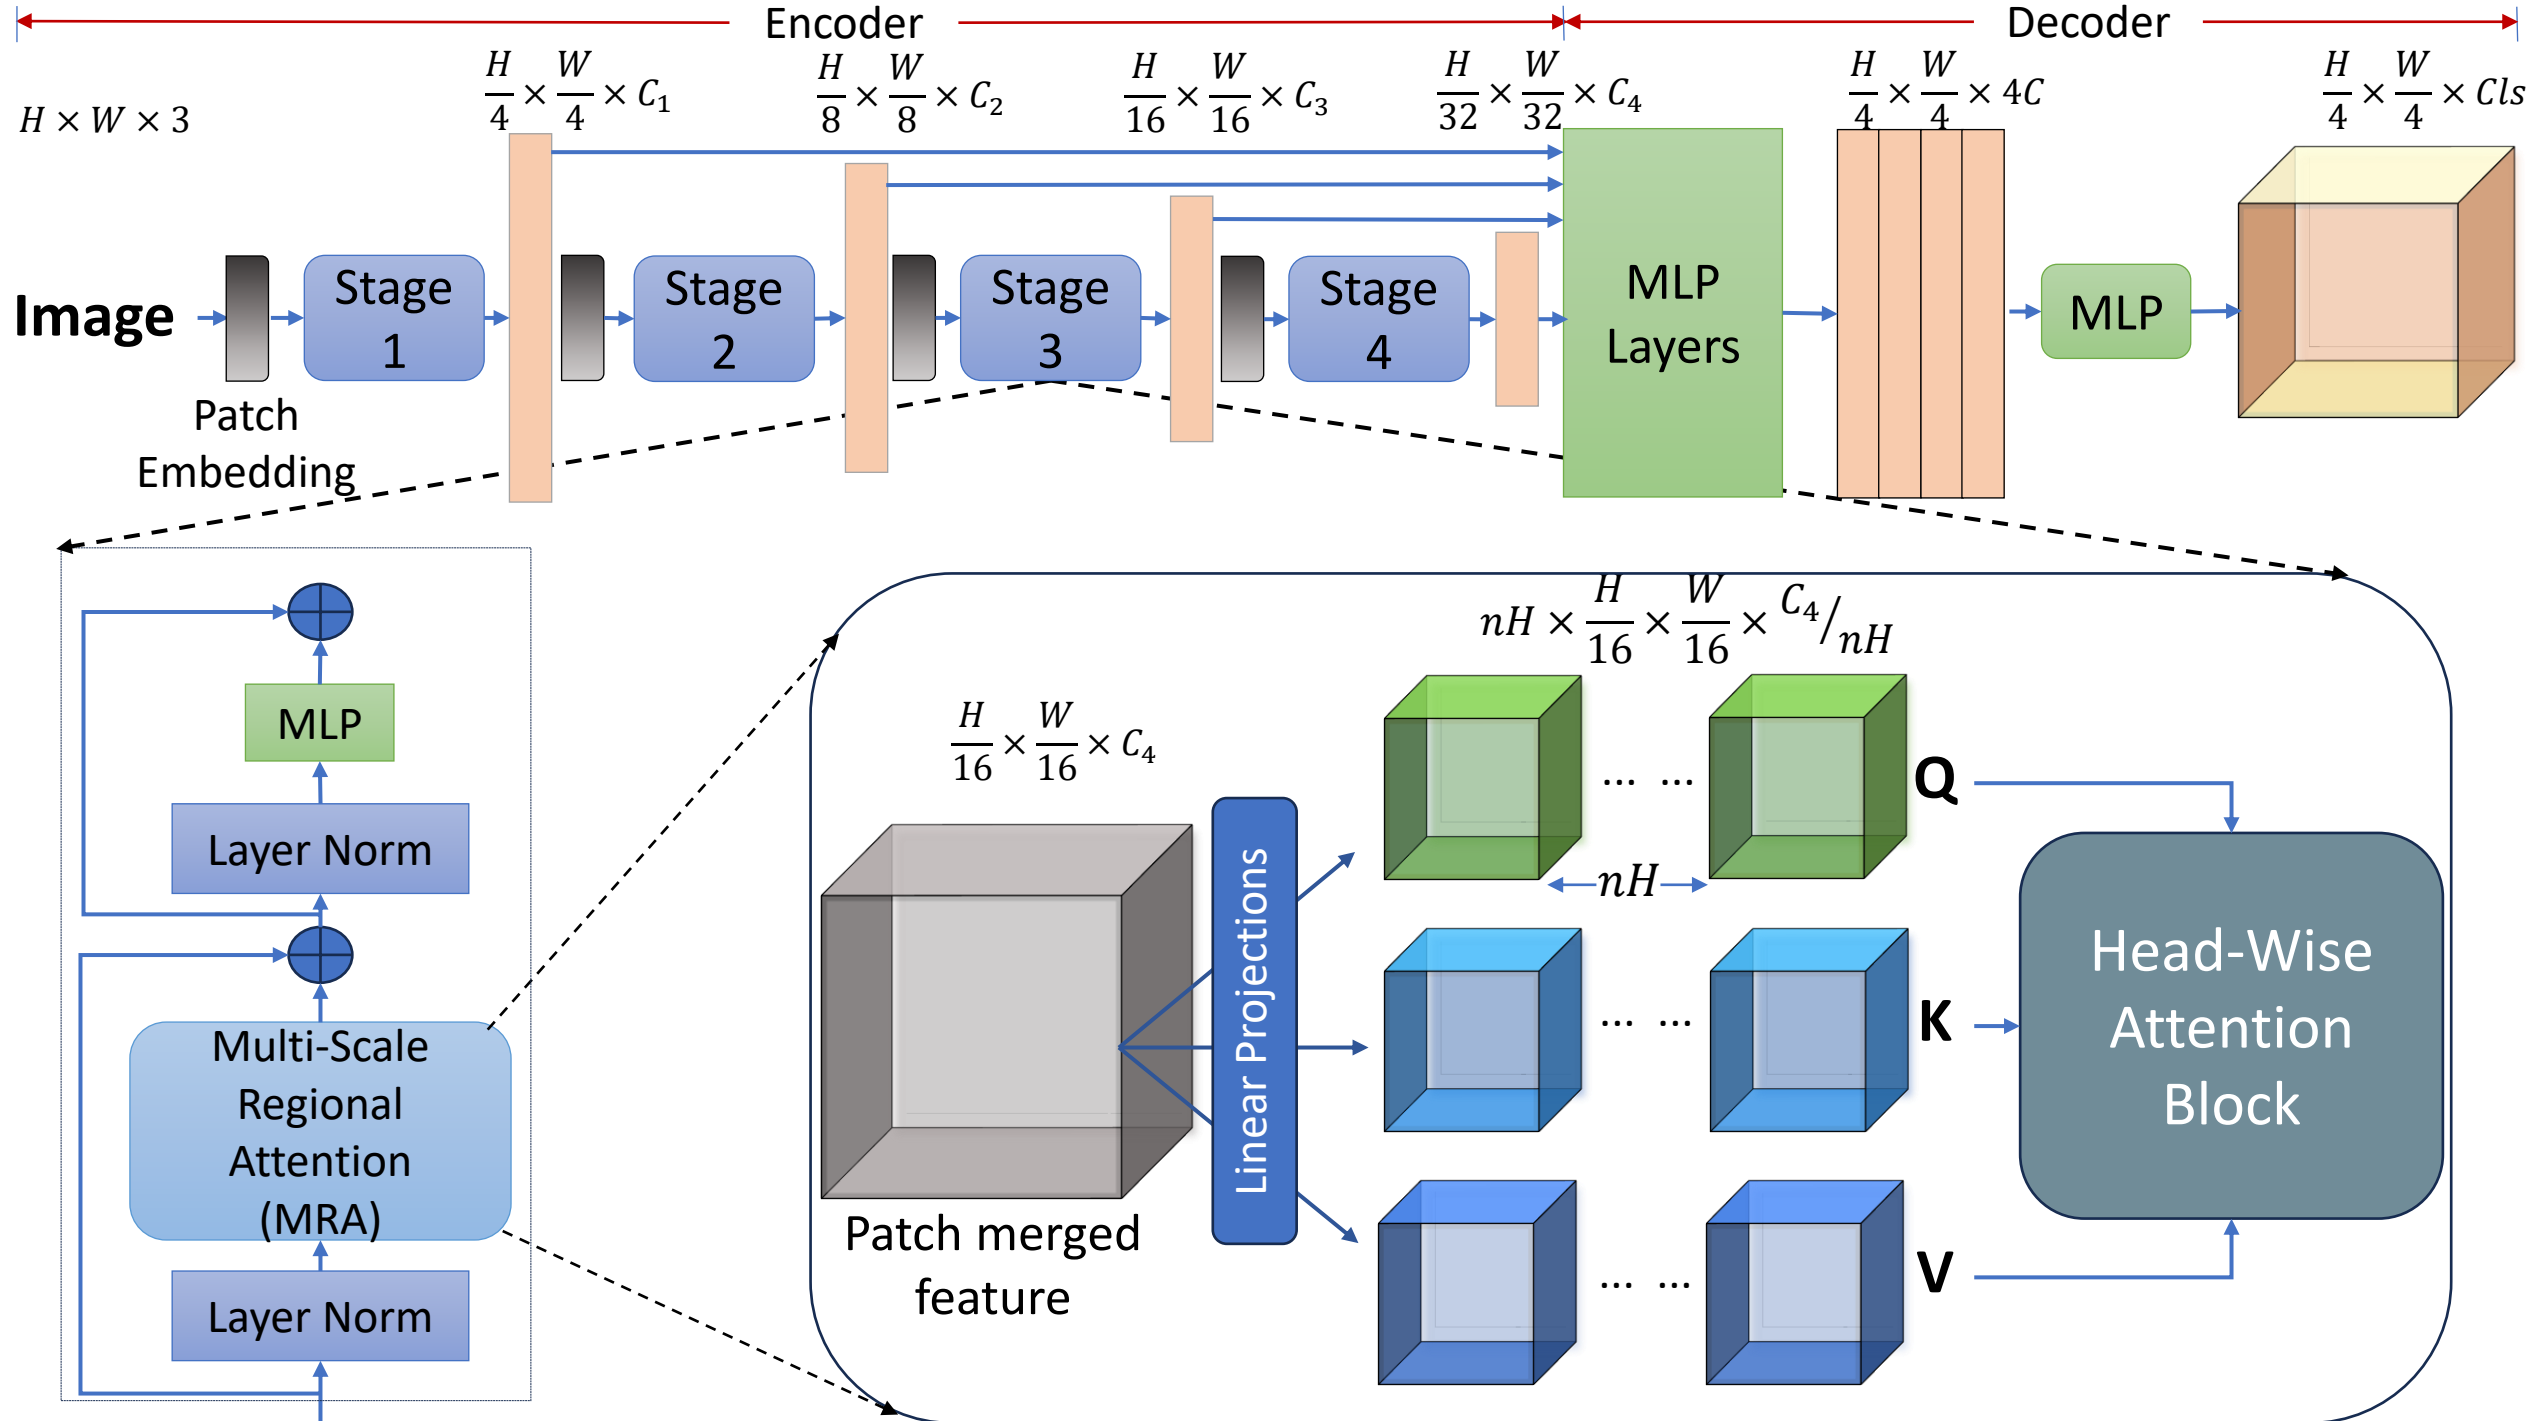 Encoder
Decoder
H × W × 3
H/4 × W/4 × C₁
H/8 × W/8 × C₂
H/16 × W/16 × C₃
H/32 × W/32 × C₄
H/4 × W/4 × 4C
H/4 × W/4 × Cls
Image
Stage
1
Stage
2
Stage
3
Stage
4
MLP
Layers
MLP
Patch
Embedding
MLP
Layer Norm
Multi-Scale
Regional
Attention
(MRA)
Layer Norm
nH × H/16 × W/16 × C₄/nH
H/16 × W/16 × C₄
Patch merged
feature
Linear Projections
... ...
Q
nH
... ...
K
... ...
V
Head-Wise
Attention
Block